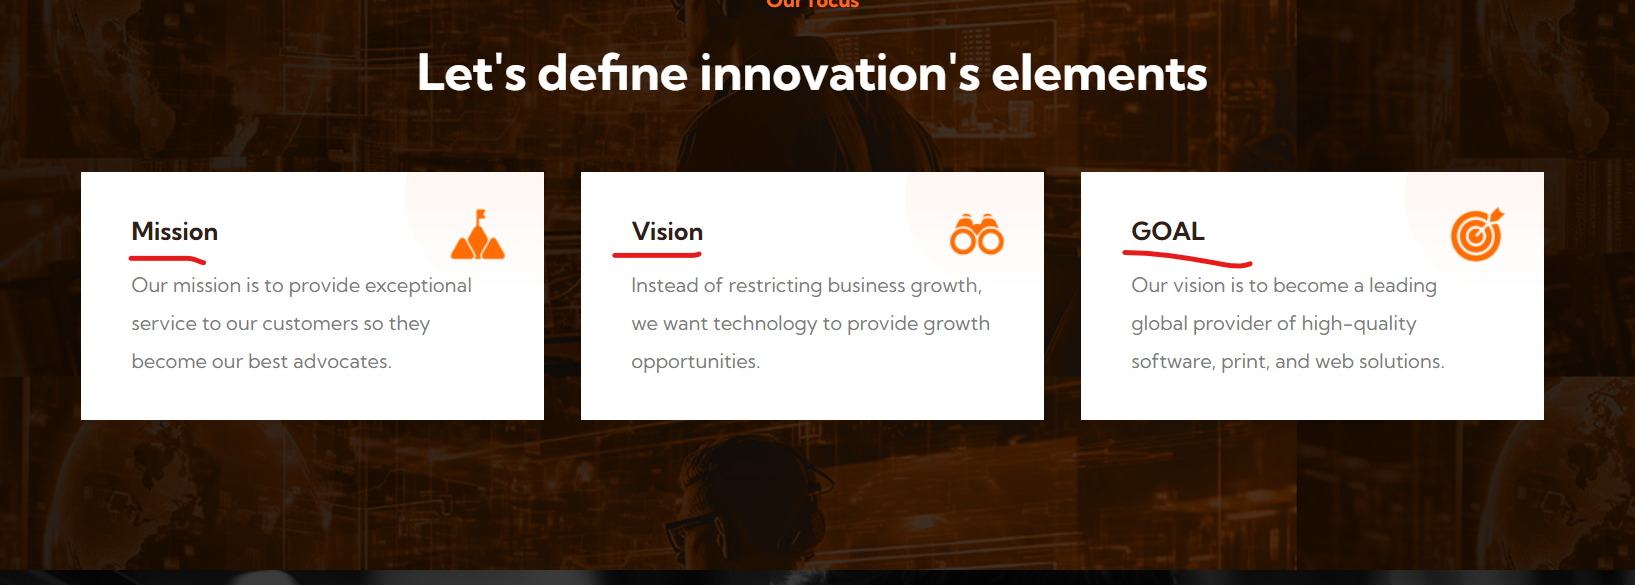 Our focus
Let's define innovation's elements
Mission
Our mission is to provide exceptional
service to our customers so they
become our best advocates.
Vision
Instead of restricting business growth,
we want technology to provide growth
opportunities.
GOAL
Our vision is to become a leading
global provider of high-quality
software, print, and web solutions.